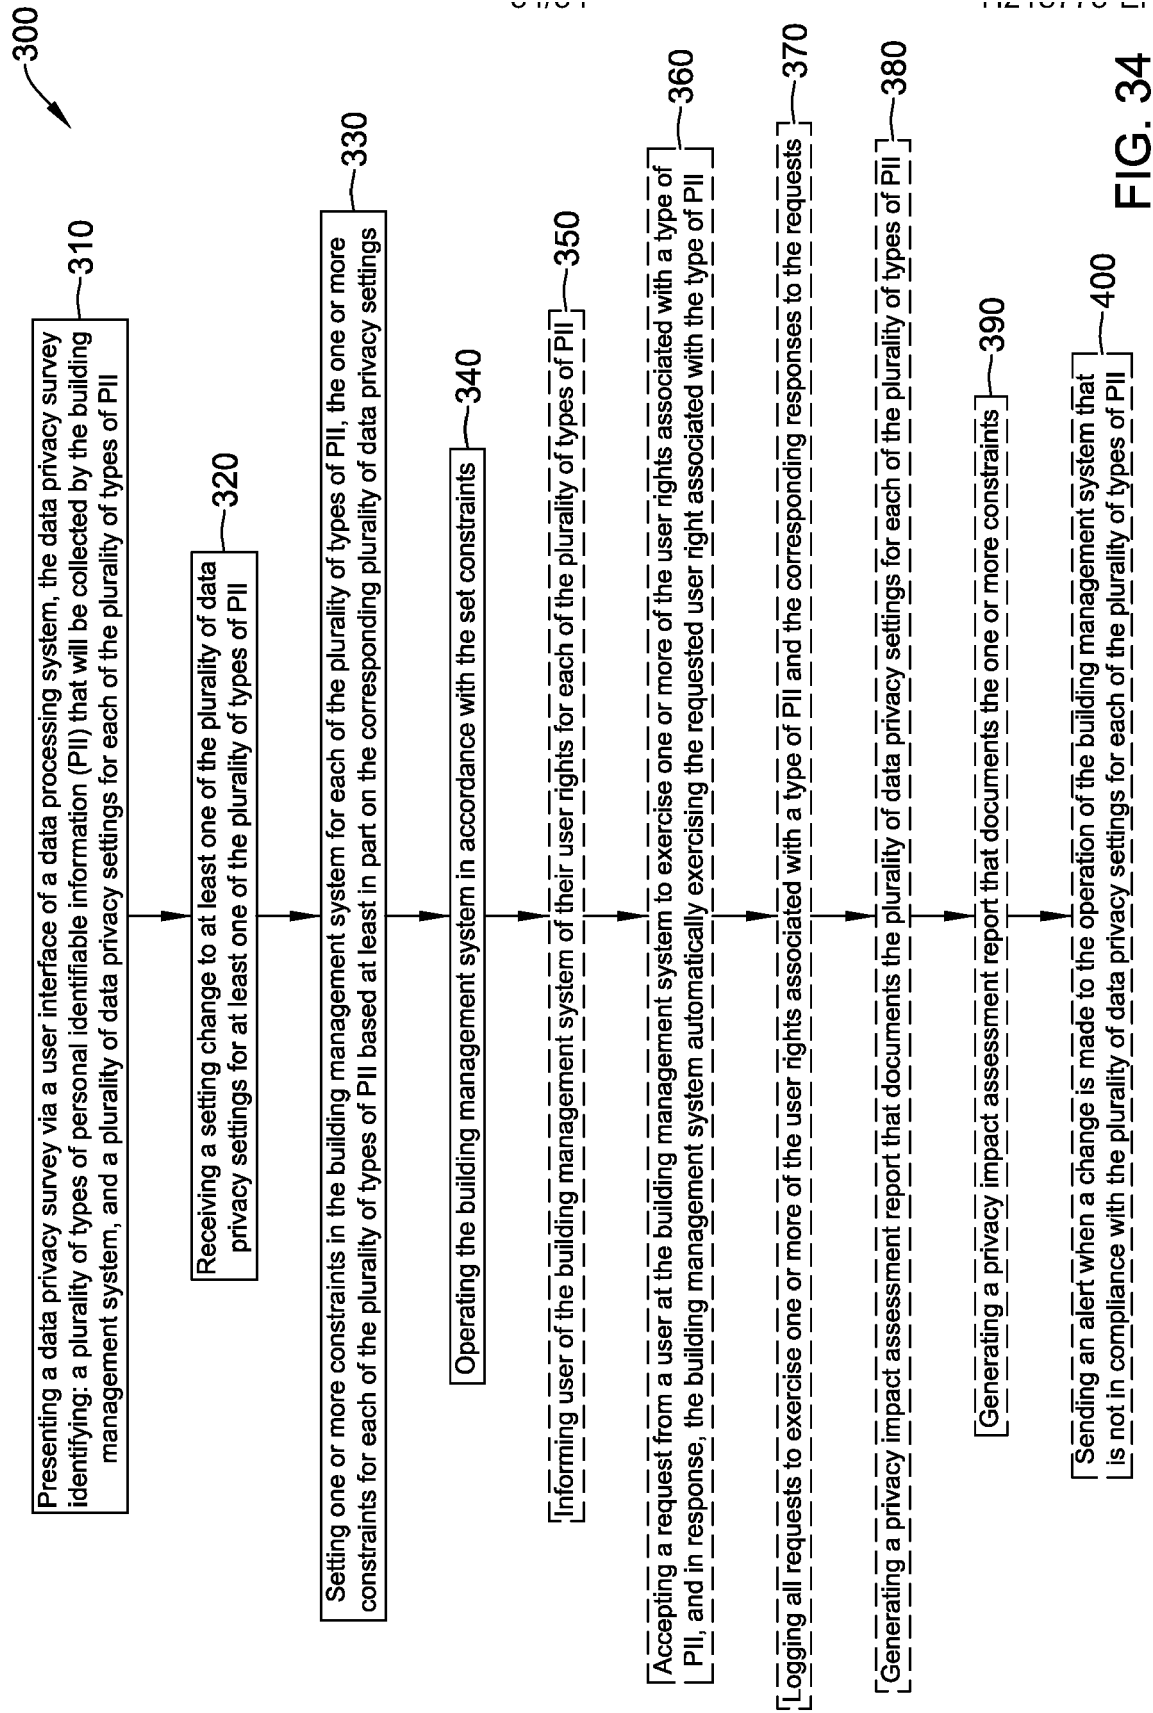 300
Presenting a data privacy survey via a user interface of a data processing system, the data privacy survey
identifying: a plurality of types of personal identifiable information (PII) that will be collected by the building
management system, and a plurality of data privacy settings for each of the plurality of types of PII
310
Receiving a setting change to at least one of the plurality of data
privacy settings for at least one of the plurality of types of PII
320
Setting one or more constraints in the building management system for each of the plurality of types of PII, the one or more
constraints for each of the plurality of types of PII based at least in part on the corresponding plurality of data privacy settings
330
Operating the building management system in accordance with the set constraints
340
Informing user of the building management system of their user rights for each of the plurality of types of PII
350
Accepting a request from a user at the building management system to exercise one or more of the user rights associated with a type of
PII, and in response, the building management system automatically exercising the requested user right associated with the type of PII
360
Logging all requests to exercise one or more of the user rights associated with a type of PII and the corresponding responses to the requests
370
Generating a privacy impact assessment report that documents the plurality of data privacy settings for each of the plurality of types of PII
380
Generating a privacy impact assessment report that documents the one or more constraints
390
Sending an alert when a change is made to the operation of the building management system that
is not in compliance with the plurality of data privacy settings for each of the plurality of types of PII
400
FIG. 34